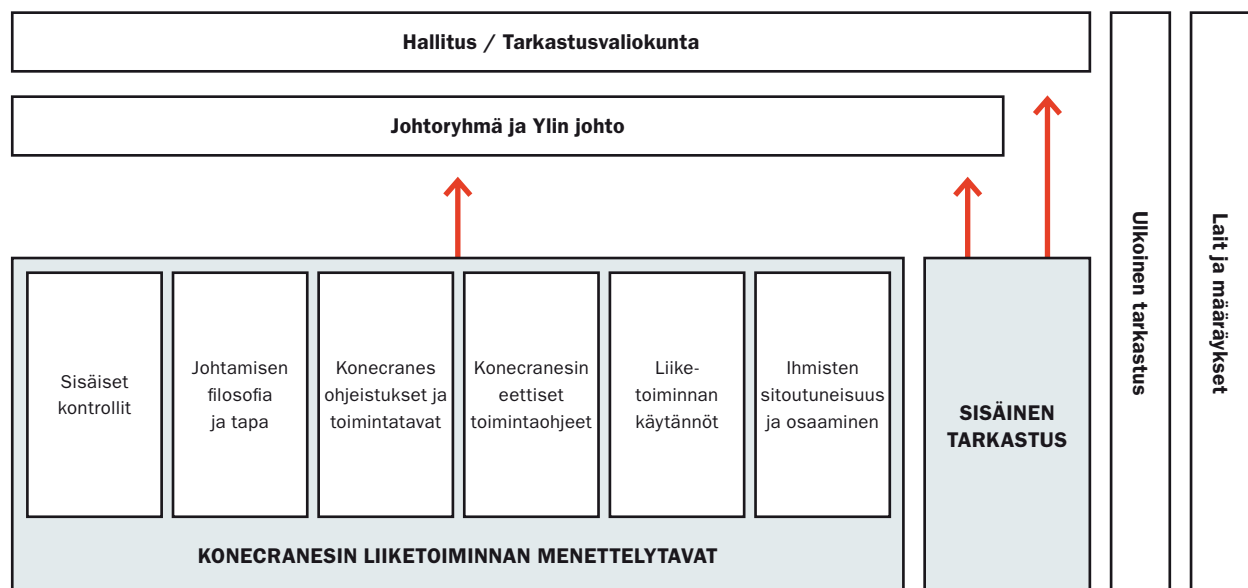 Hallitus / Tarkastusvaliokunta
Johtoryhmä ja Ylin johto
Sisäiset
kontrollit
Johtamisen
filosofia
ja tapa
Konecranes
ohjeistukset ja
toimintatavat
Konecranesin
eettiset
toimintaohjeet
Liike-
toiminnan
käytännöt
Ihmisten
sitoutuneisuus
ja osaaminen
KONECRANESIN LIIKETOIMINNAN MENETTELYTAVAT
SISÄINEN
TARKASTUS
Ulkoinen tarkastus
Lait ja määräykset